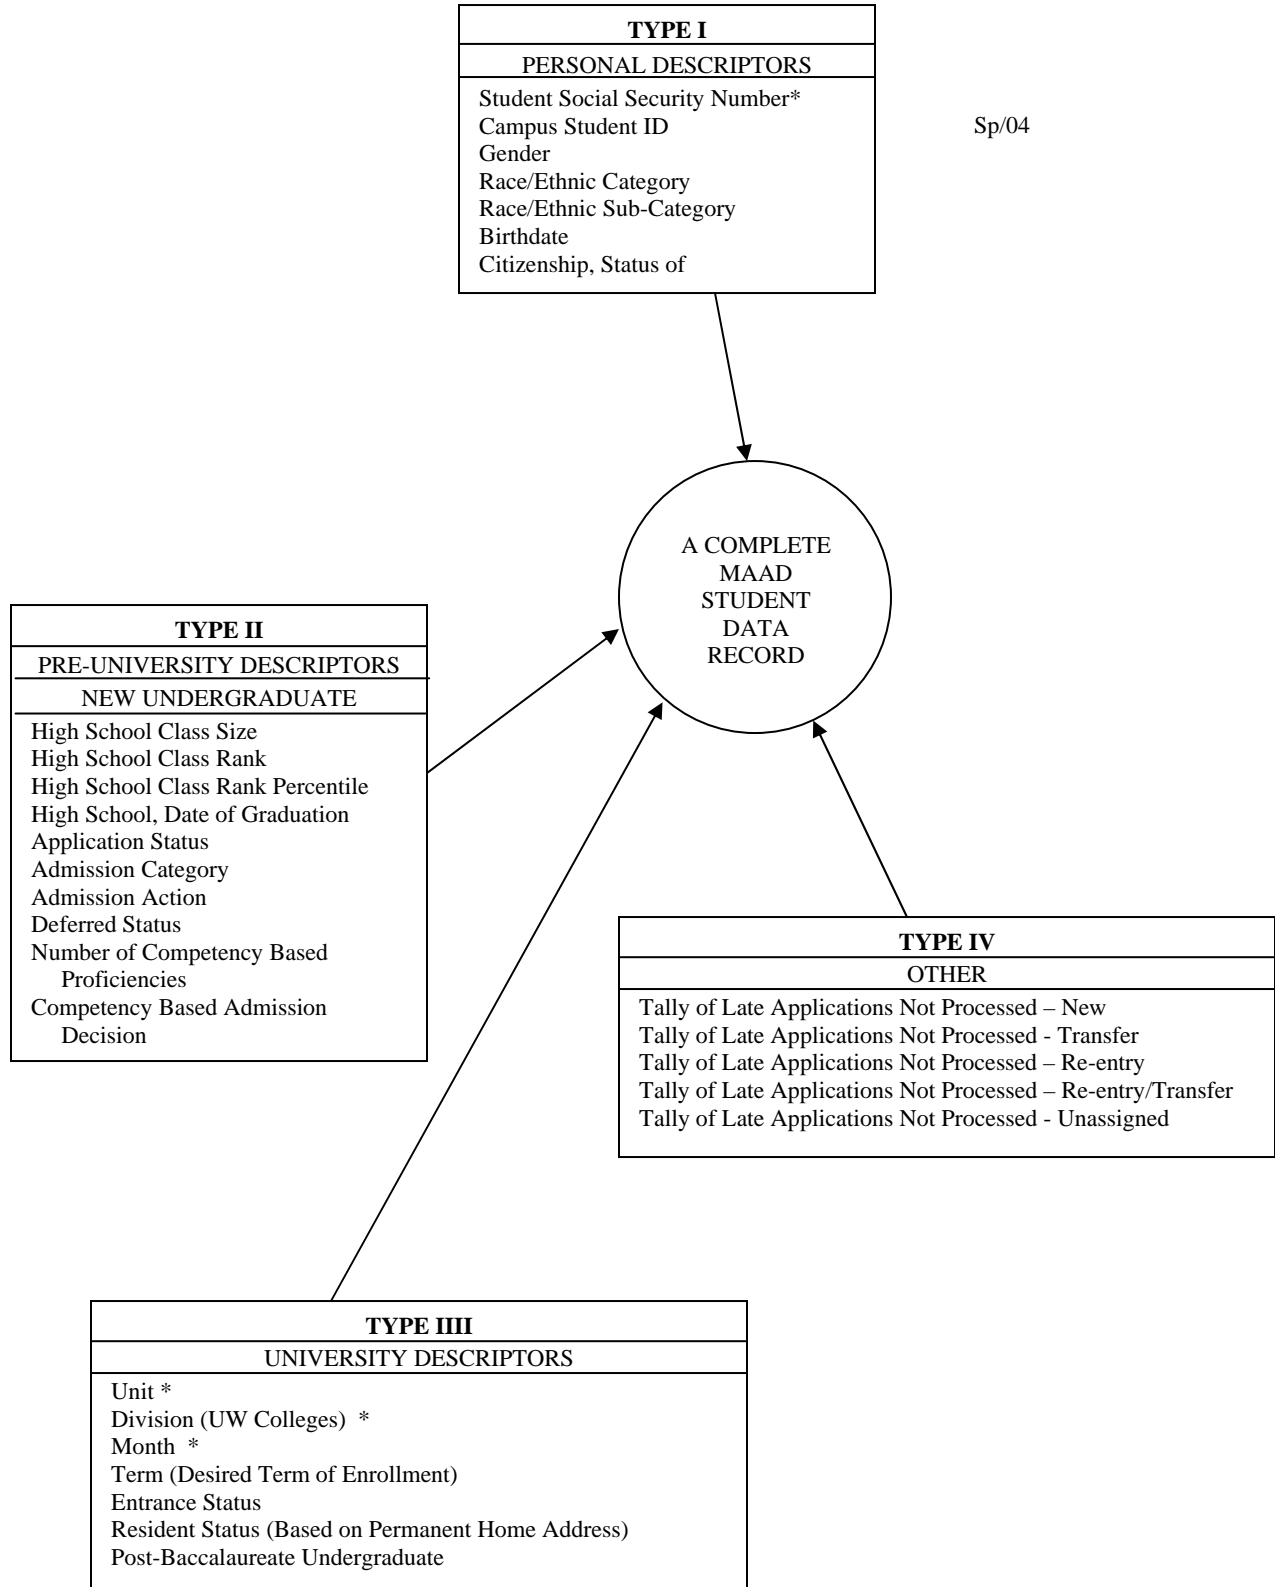 TYPE I
PERSONAL DESCRIPTORS
Student Social Security Number*
Campus Student ID
Gender
Race/Ethnic Category
Race/Ethnic Sub-Category
Birthdate
Citizenship, Status of
Sp/04
A COMPLETE
MAAD
STUDENT
DATA
RECORD
TYPE II
PRE-UNIVERSITY DESCRIPTORS
NEW UNDERGRADUATE
High School Class Size
High School Class Rank
High School Class Rank Percentile
High School, Date of Graduation
Application Status
Admission Category
Admission Action
Deferred Status
Number of Competency Based
Proficiencies
Competency Based Admission
Decision
TYPE IV
OTHER
Tally of Late Applications Not Processed – New
Tally of Late Applications Not Processed - Transfer
Tally of Late Applications Not Processed – Re-entry
Tally of Late Applications Not Processed – Re-entry/Transfer
Tally of Late Applications Not Processed - Unassigned
TYPE IIII
UNIVERSITY DESCRIPTORS
Unit *
Division (UW Colleges)  *
Month  *
Term (Desired Term of Enrollment)
Entrance Status
Resident Status (Based on Permanent Home Address)
Post-Baccalaureate Undergraduate